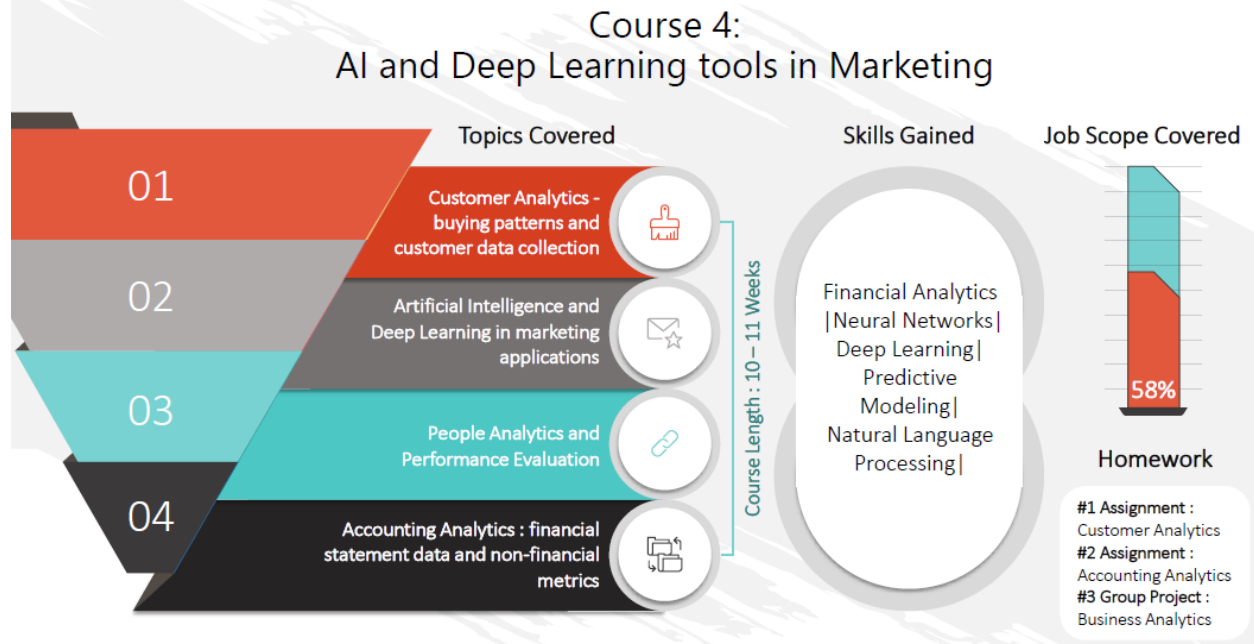 Course 4:
AI and Deep Learning tools in Marketing
Topics Covered
01
Customer Analytics -
buying patterns and
customer data collection
02
Artificial Intelligence and
Deep Learning in marketing
applications
03
People Analytics and
Performance Evaluation
04
Accounting Analytics : financial
statement data and non-financial
metrics
Course Length : 10 – 11 Weeks
Skills Gained
Financial Analytics
|Neural Networks|
Deep Learning|
Predictive
Modeling|
Natural Language
Processing|
Job Scope Covered
58%
Homework
#1 Assignment :
Customer Analytics
#2 Assignment :
Accounting Analytics
#3 Group Project :
Business Analytics